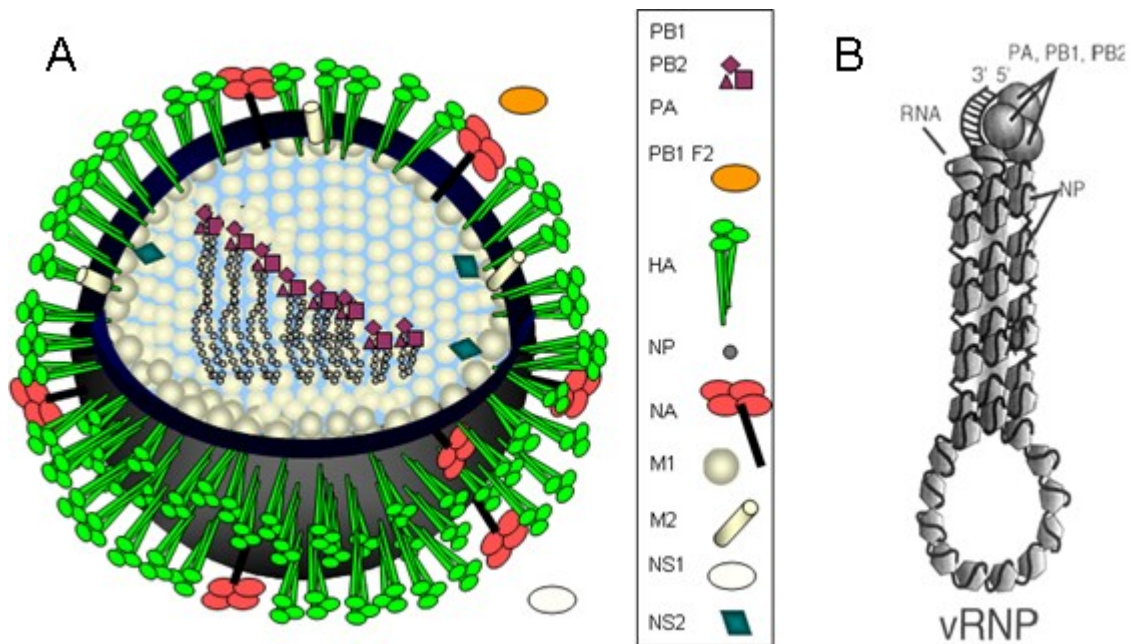 A
PB1
PB2
PA
PB1 F2
HA
NP
NA
M1
M2
NS1
NS2
B
PA, PB1, PB2
3' 5'
RNA
NP
vRNP